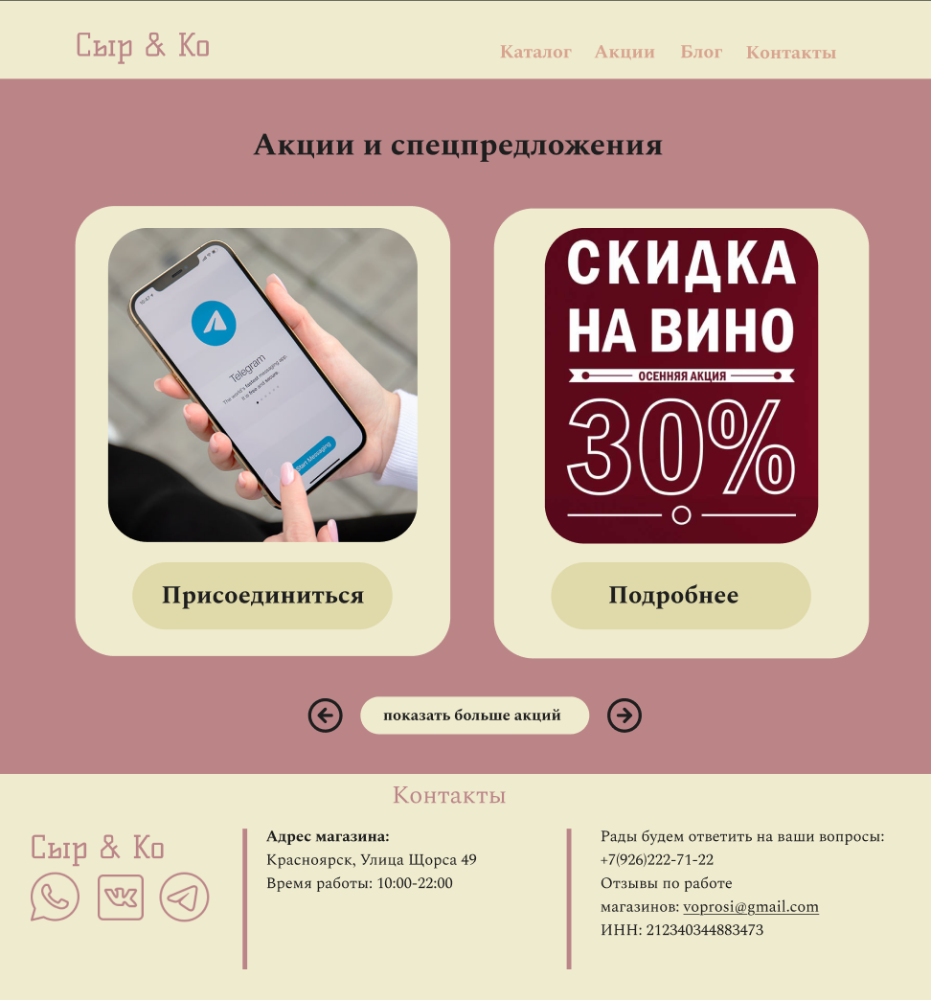 Сыр & Ко
Каталог Акции Блог Контакты
Акции и спецпредложения
10:47
Telegram
The world's fastest messaging app.
It is free and secure.
Start Messaging
СКИДКА
НА ВИНО
ОСЕННЯЯ АКЦИЯ
30%
Присоединиться
Подробнее
показать больше акций
Контакты
Сыр & Ко
Адрес магазина:
Красноярск, Улица Щорса 49
Время работы: 10:00-22:00
Рады будем ответить на ваши вопросы:
+7(926)222-71-22
Отзывы по работе
магазинов: voprosi@gmail.com
ИНН: 212340344883473